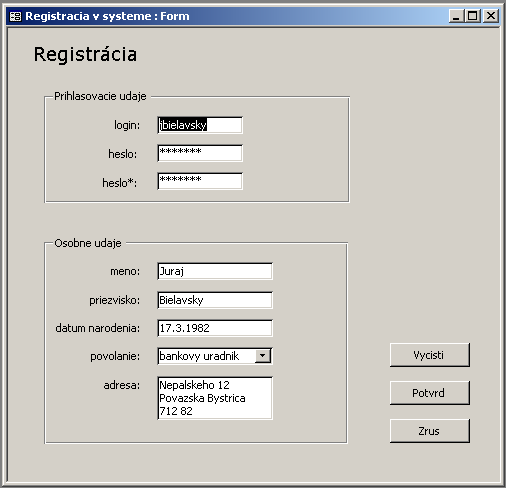 Registracia v systeme : Form
Registrácia
Prihlasovacie udaje
login: jbielavsky
heslo: *******
heslo*: *******
Osobne udaje
meno: Juraj
priezvisko: Bielavsky
datum narodenia: 17.3.1982
povolanie: bankovy uradnik
adresa: Nepalskeho 12
Povazska Bystrica
712 82
Vycisti
Potvrd
Zrus